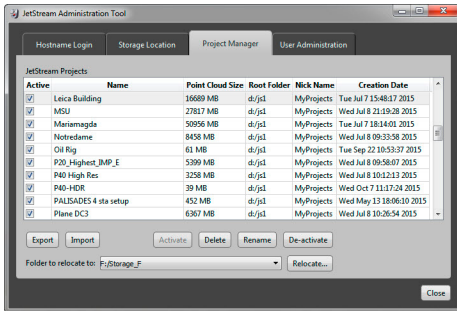 JetStream Administration Tool
Hostname Login Storage Location Project Manager User Administration
JetStream Projects
Active Name Point Cloud Size Root Folder Nick Name Creation Date
Leica Building 16689 MB d:/js1 MyProjects Tue Jul 7 15:48:17 2015
MSU 27817 MB d:/js1 MyProjects Wed Jul 8 21:19:28 2015
Mariamagda 50956 MB d:/js1 MyProjects Tue Jul 7 18:14:01 2015
Notredame 8458 MB d:/js1 MyProjects Wed Jul 8 09:33:58 2015
Oil Rig 61 MB d:/js1 MyProjects Tue Sep 22 10:53:37 2015
P20_Highest_IMP_E 5399 MB d:/js1 MyProjects Wed Jul 8 09:58:07 2015
P40 High Res 3258 MB d:/js1 MyProjects Wed Jul 8 10:12:13 2015
P40-HDR 39 MB d:/js1 MyProjects Wed Oct 7 11:17:24 2015
PALISADES 4 sta setup 452 MB d:/js1 MyProjects Wed May 13 18:06:10 2015
Plane DC3 6367 MB d:/js1 MyProjects Wed Jul 8 10:26:54 2015
Export Import Activate Delete Rename De-activate
Folder to relocate to: F:/Storage_F Relocate...
Close